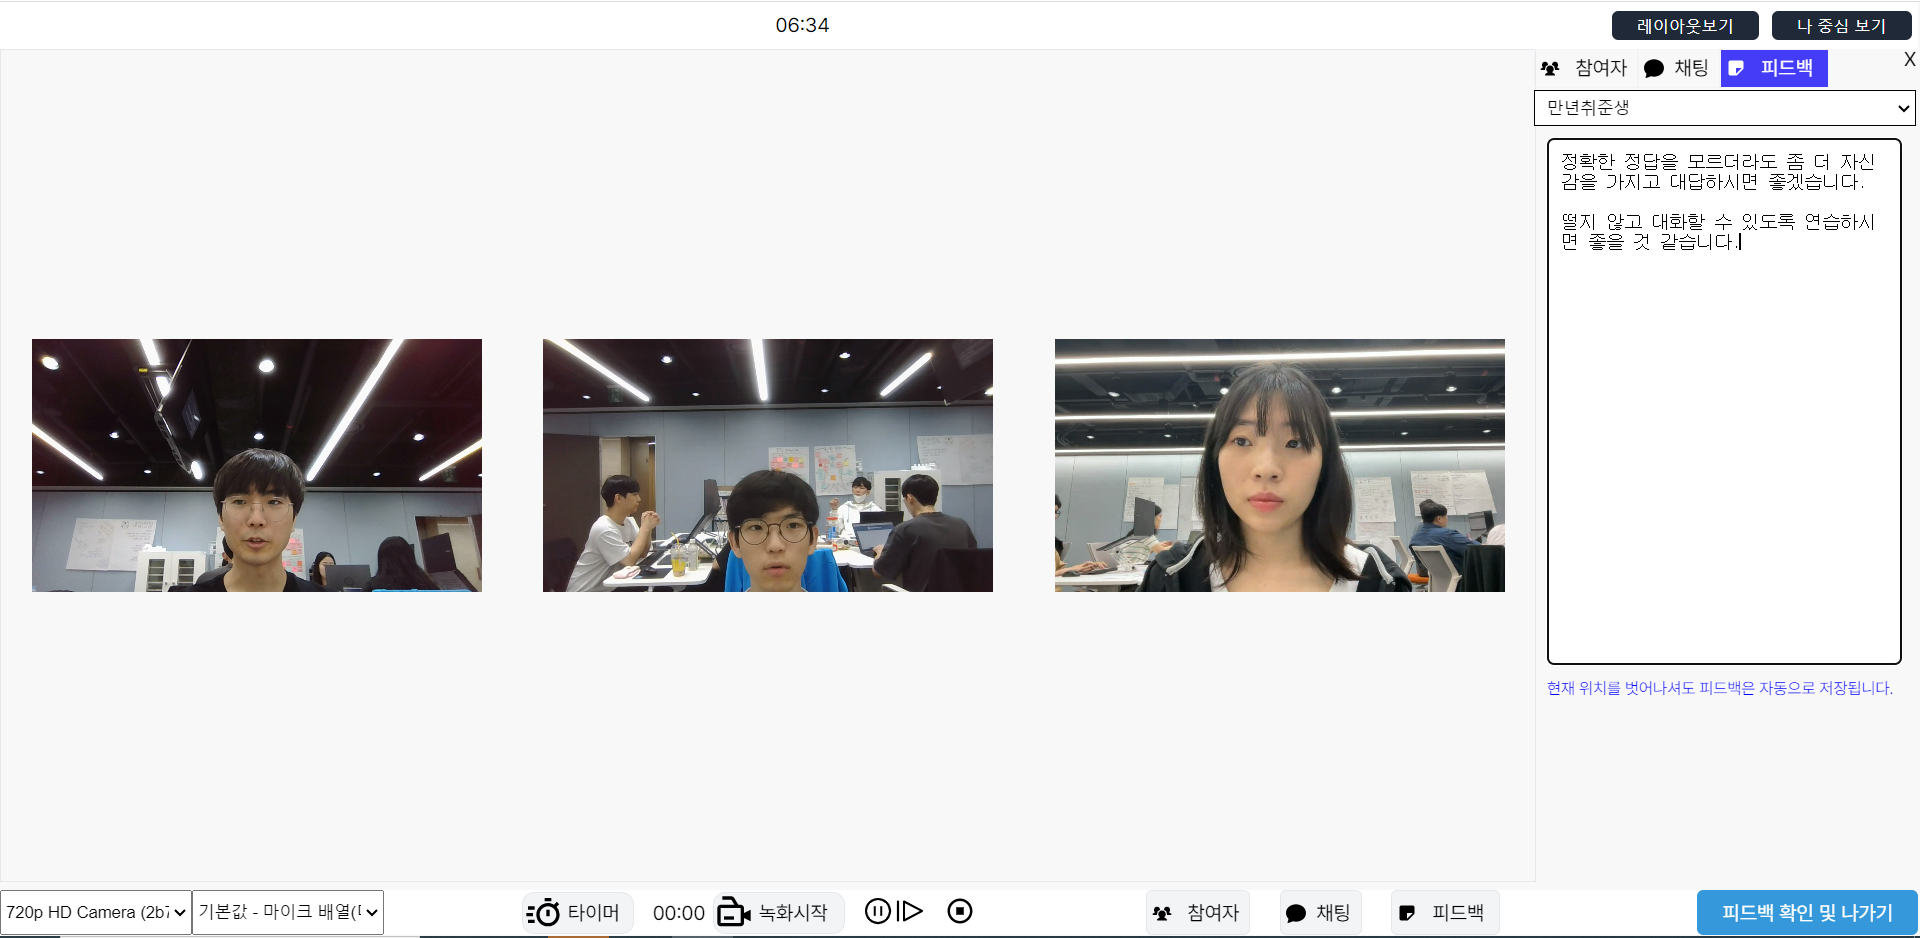 06:34
레이아웃보기
나 중심 보기
참여자
채팅
피드백
X
만년취준생
정확한 정답을 모르더라도 좀 더 자신
감을 가지고 대답하시면 좋겠습니다.
떨지 않고 대화할 수 있도록 연습하시
면 좋을 것 같습니다.
현재 위치를 벗어나셔도 피드백은 자동으로 저장됩니다.
720p HD Camera (2b7
기본값 - 마이크 배열(
타이머
00:00
녹화시작
참여자
채팅
피드백
피드백 확인 및 나가기